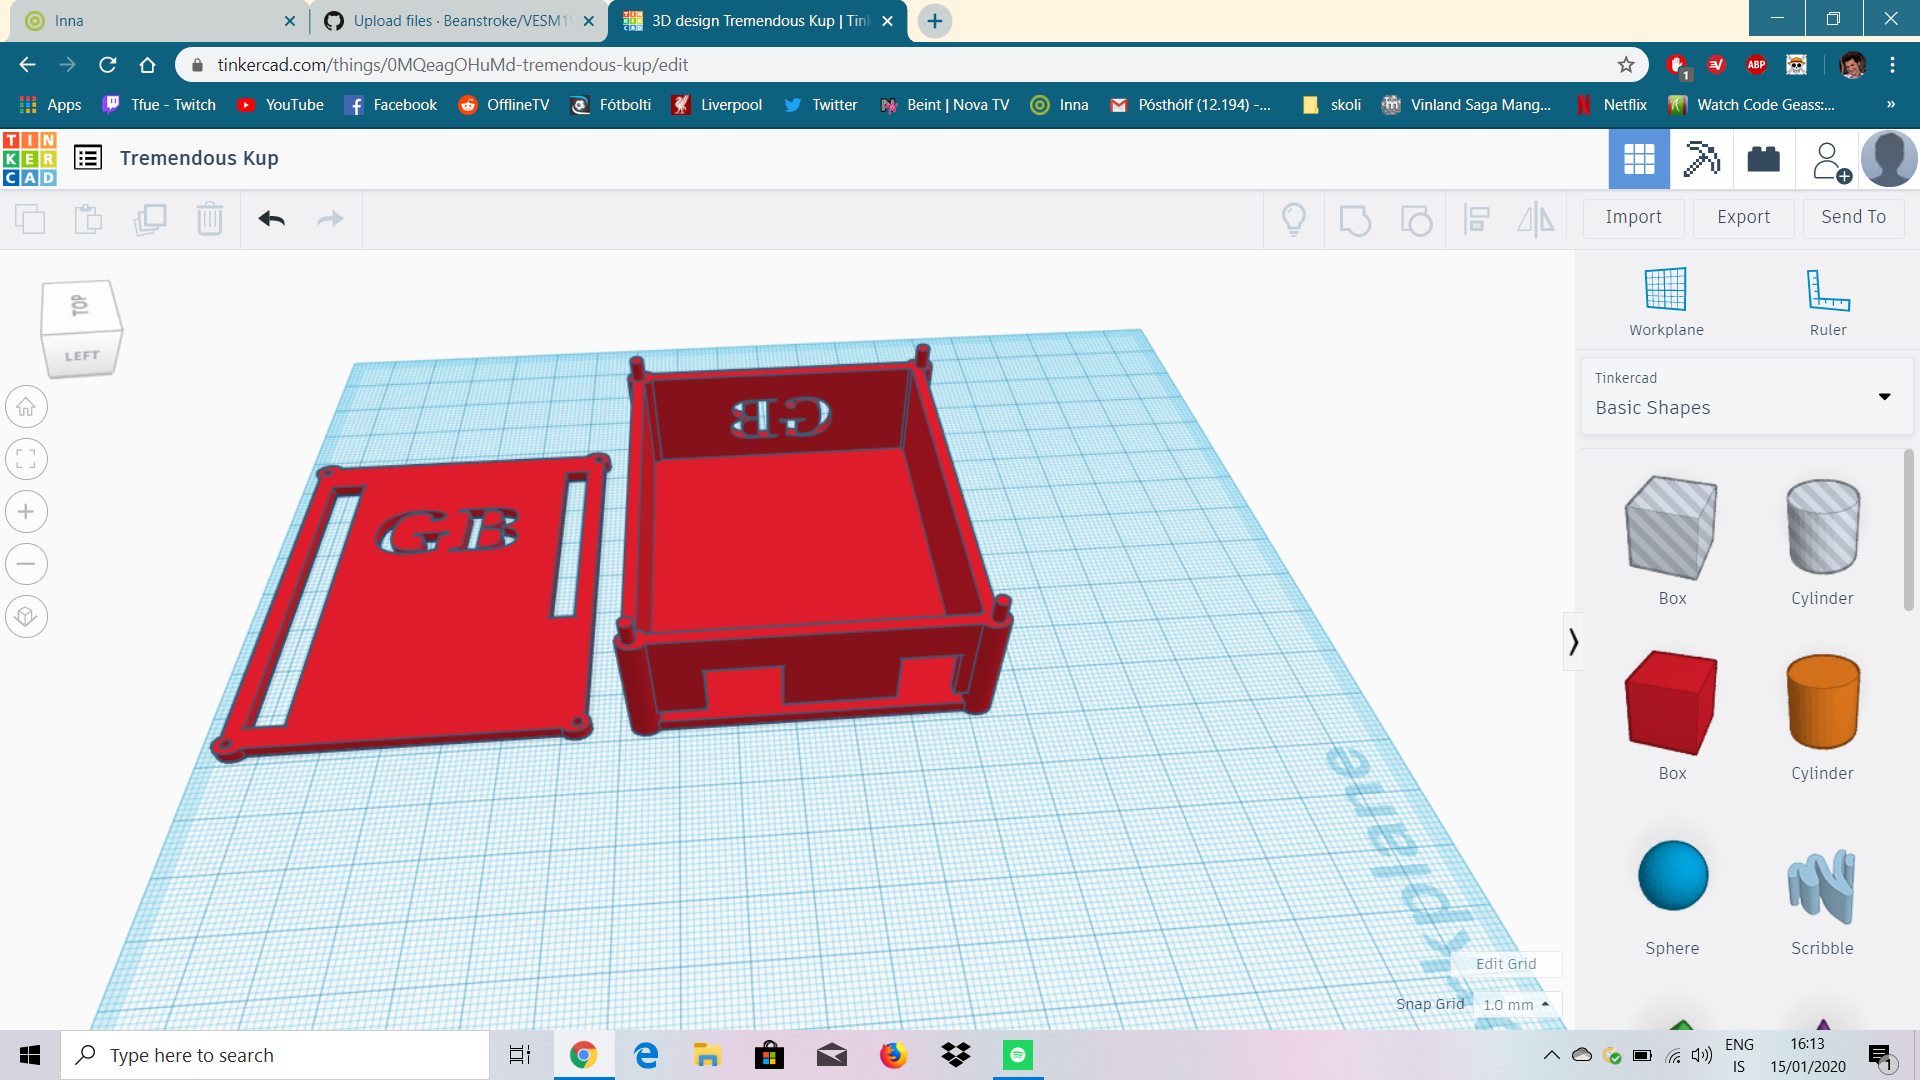 Inna
Upload files · Beanstroke/VESM1
3D design Tremendous Kup | Tin
tinkercad.com/things/0MQeagOHuMd-tremendous-kup/edit
1
ABP
Apps
Tfue - Twitch
YouTube
Facebook
OfflineTV
Fótbolti
Liverpool
Twitter
Beint | Nova TV
Inna
Pósthólf (12.194) -...
skoli
Vinland Saga Mang...
Netflix
Watch Code Geass:...
»
TIN
KER
CAD
Tremendous Kup
Import
Export
Send To
TOP
LEFT
Workplane
Ruler
Tinkercad
Basic Shapes
GB
GB
Box
Cylinder
Box
Cylinder
Sphere
Scribble
Workplane
Edit Grid
Snap Grid
1.0 mm
Type here to search
ENG
IS
16:13
15/01/2020
1